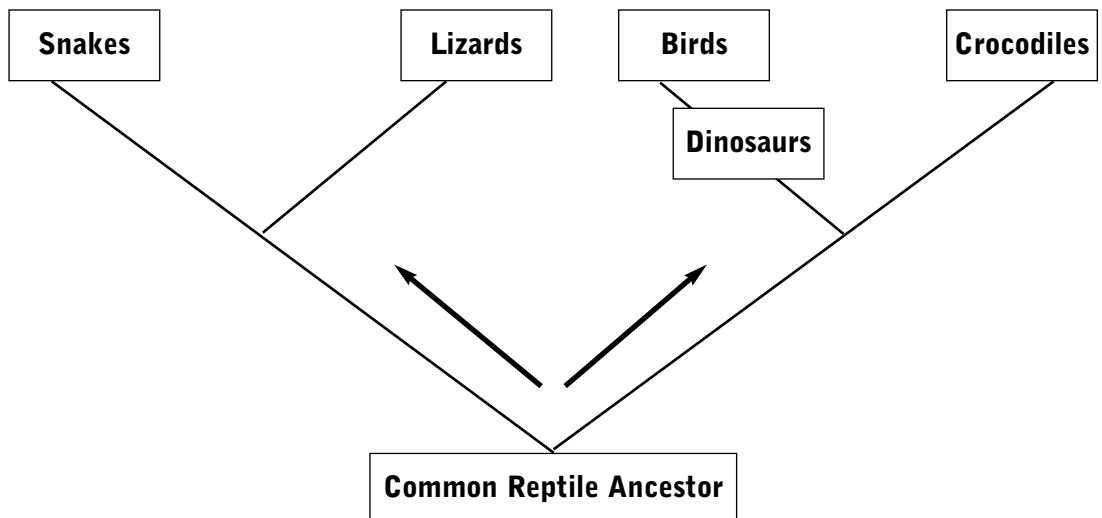 Snakes
Lizards
Birds
Crocodiles
Dinosaurs
Common Reptile Ancestor